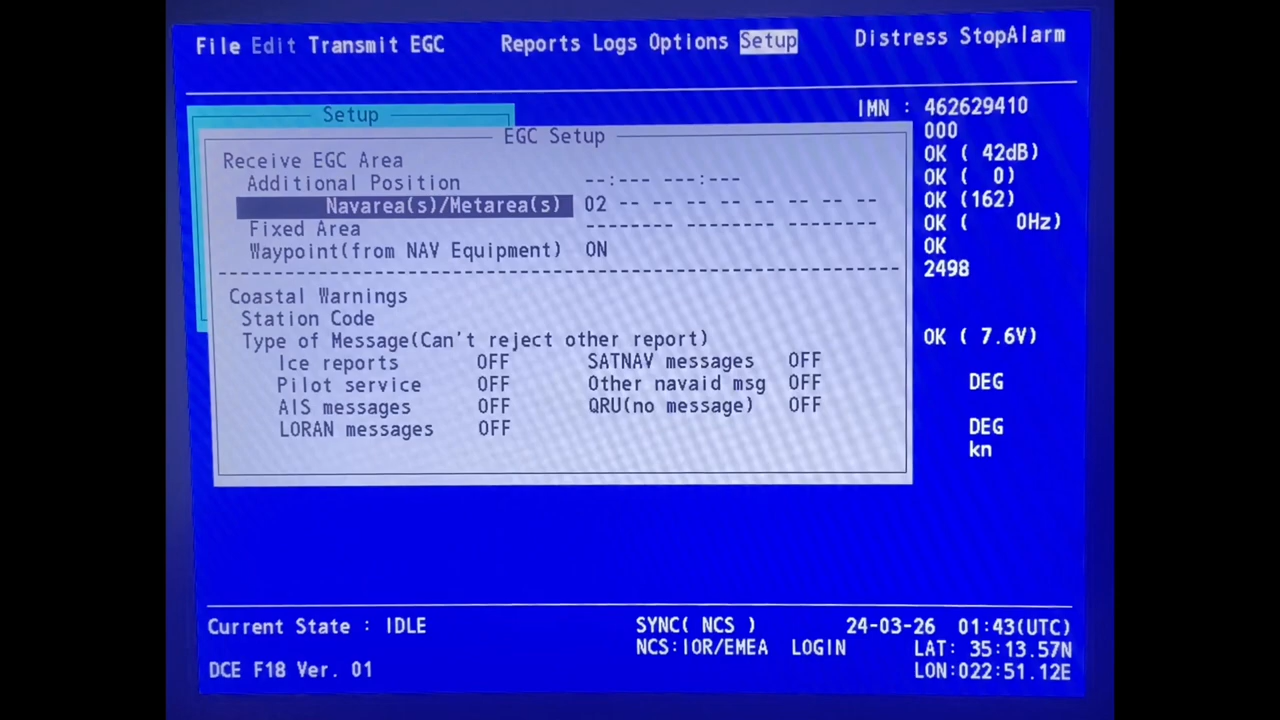 File Edit Transmit EGC Reports Logs Options Setup Distress StopAlarm
Setup
IMN : 462629410
EGC Setup
000
Receive EGC Area
OK ( 42dB)
Additional Position --:--- ---:---
OK ( 0)
Navarea(s)/Metarea(s) 02 -- -- -- -- -- -- -- --
OK (162)
Fixed Area -------- -------- --------
OK ( 0Hz)
Waypoint(from NAV Equipment) ON
OK
2498
Coastal Warnings
Station Code
Type of Message(Can't reject other report)
OK ( 7.6V)
Ice reports OFF SATNAV messages OFF
Pilot service OFF Other navaid msg OFF
DEG
AIS messages OFF QRU(no message) OFF
LORAN messages OFF
DEG
kn
Current State : IDLE SYNC( NCS ) 24-03-26 01:43(UTC)
NCS:IOR/EMEA LOGIN LAT: 35:13.57N
DCE F18 Ver. 01 LON:022:51.12E